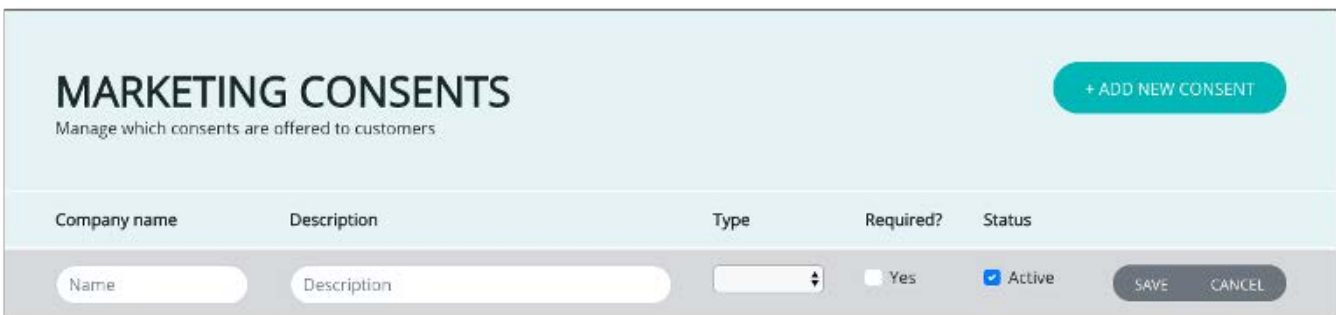 MARKETING CONSENTS
+ ADD NEW CONSENT
Manage which consents are offered to customers
Company name Description Type Required? Status
Name Description Yes Active SAVE CANCEL